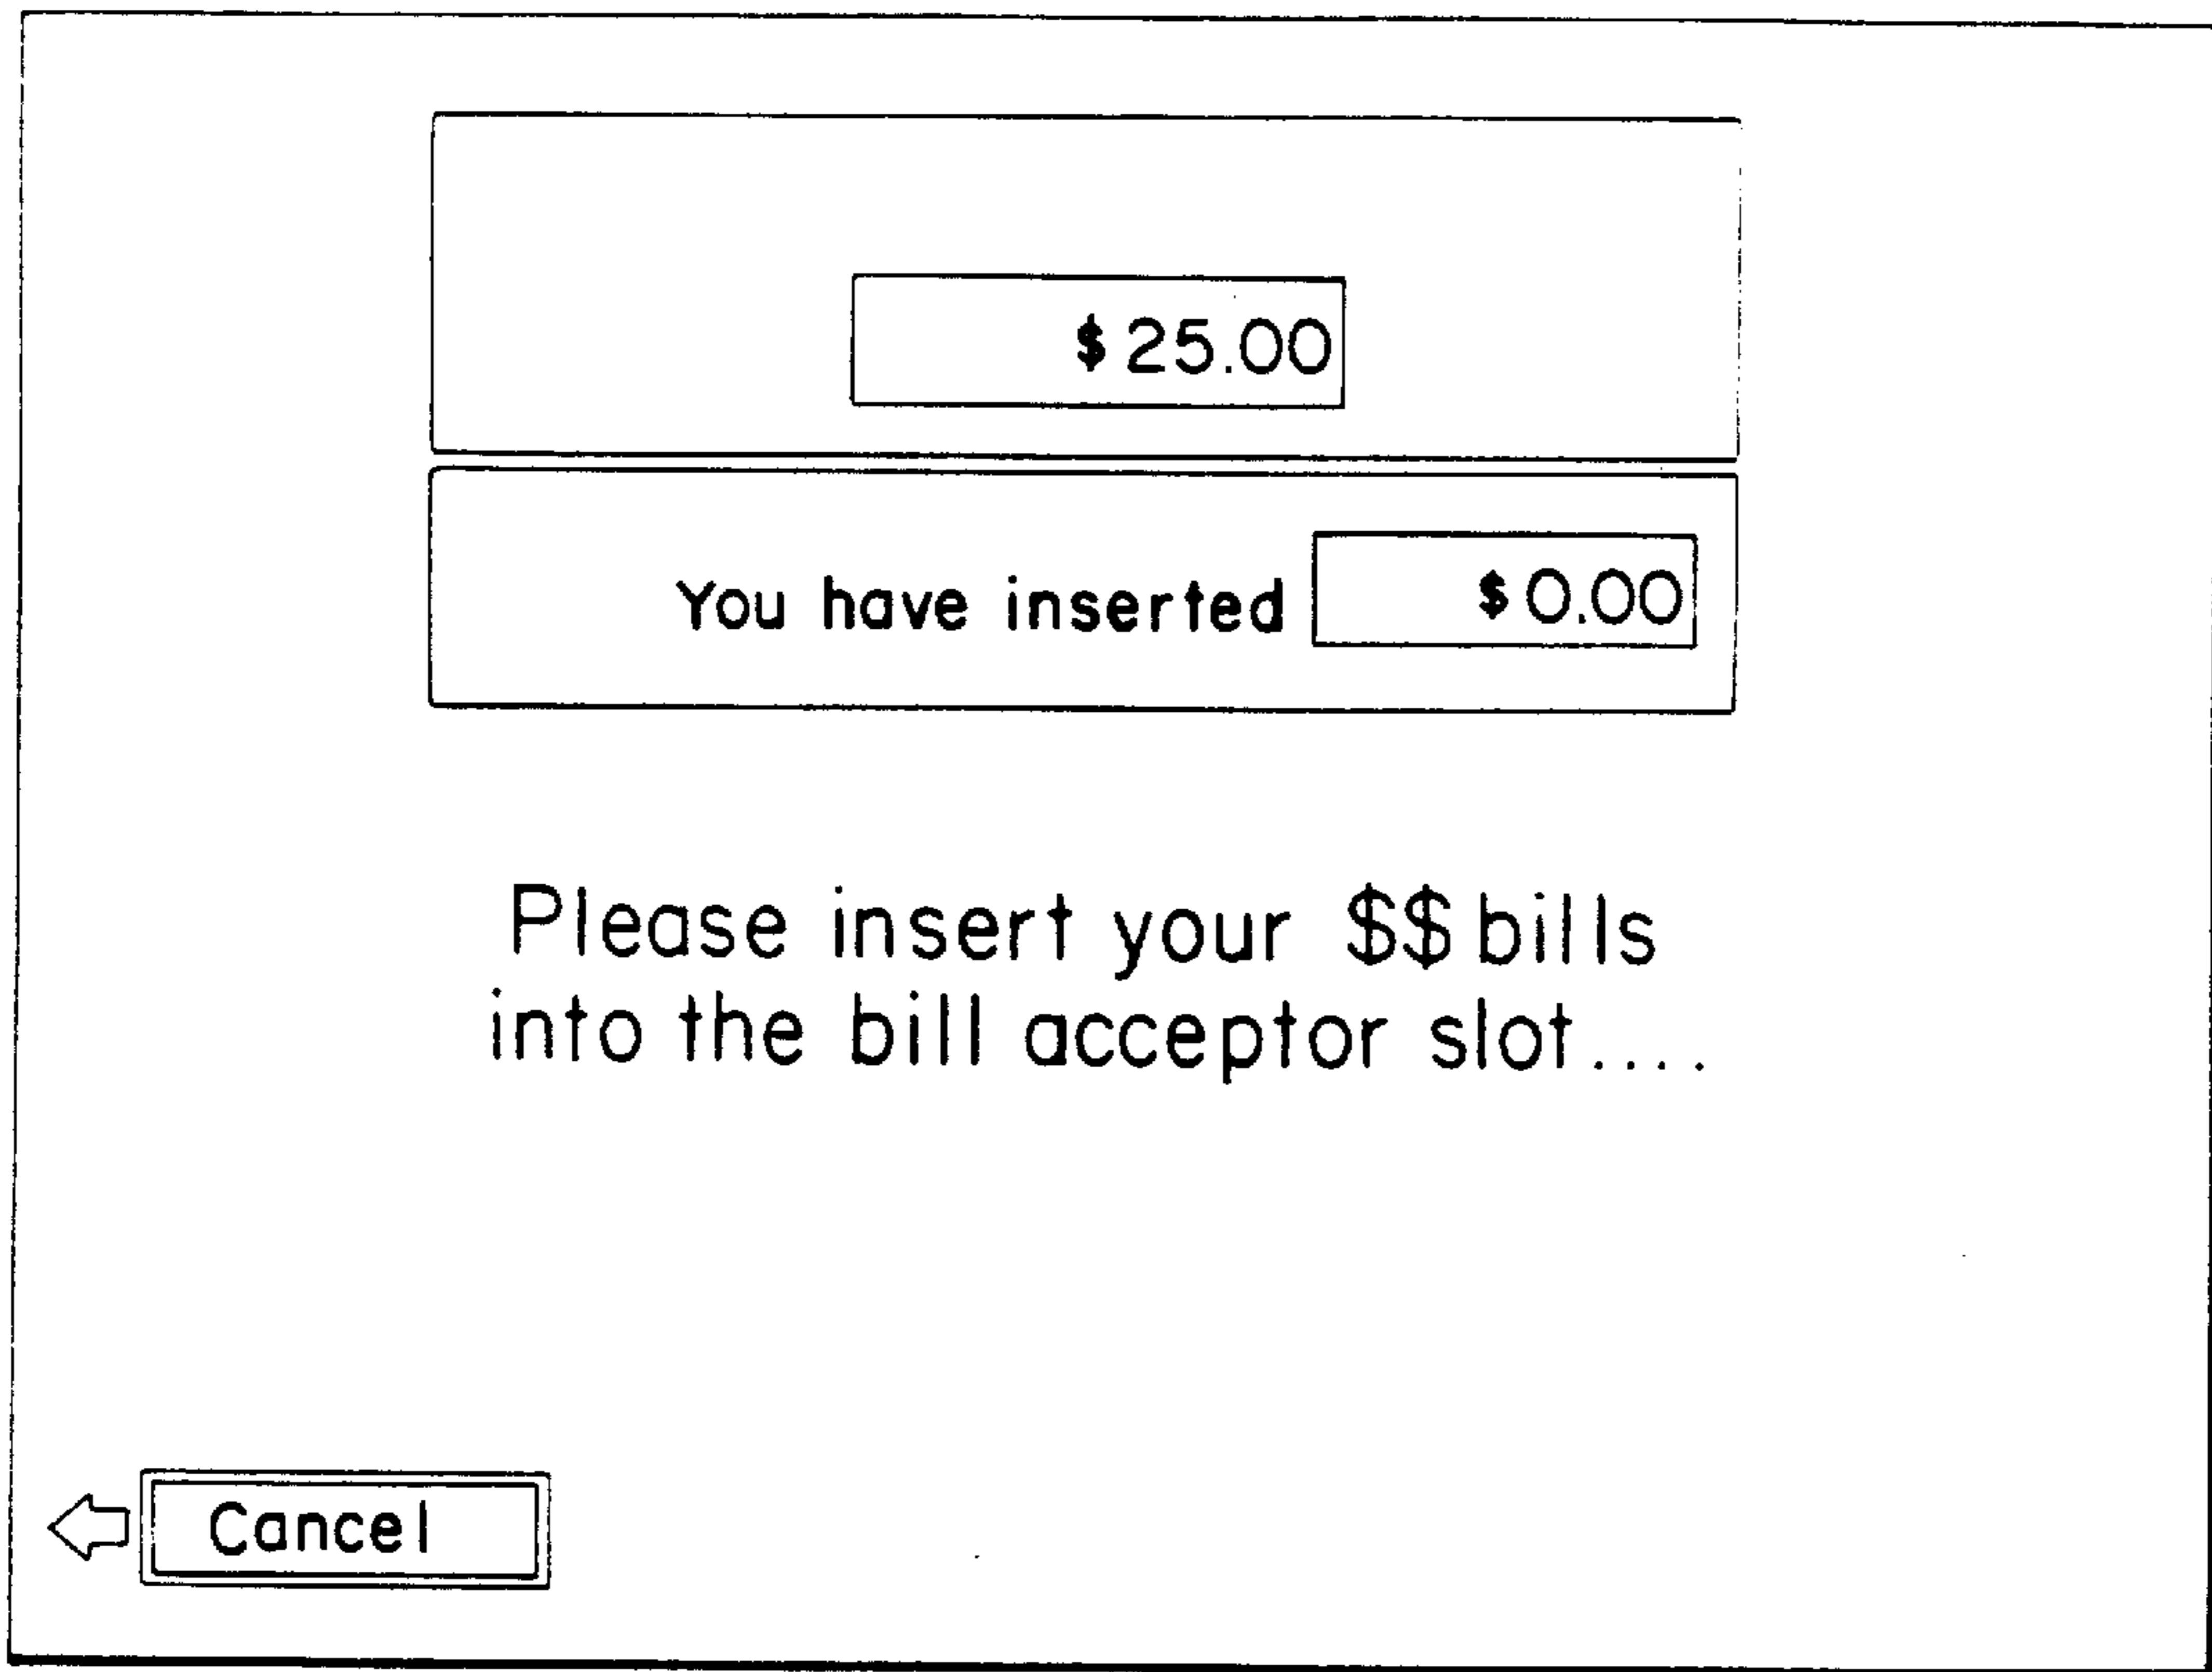 $25.00
You have inserted $0.00
Please insert your $$ bills
into the bill acceptor slot....
Cancel